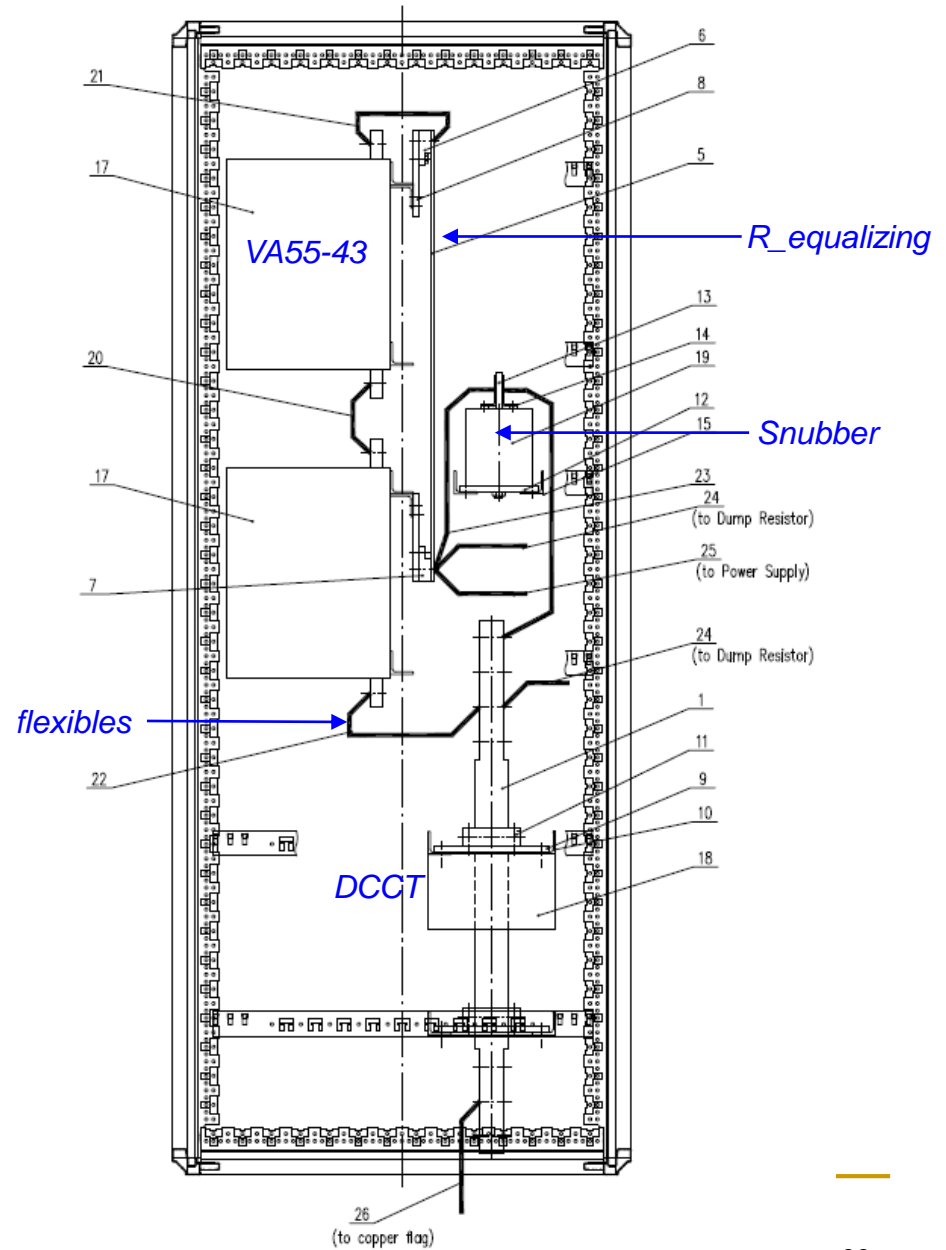 6
21
8
17
5
VA55-43
R_equalizing
13
14
20
19
12
Snubber
15
17
23
24
(to Dump Resistor)
25
(to Power Supply)
7
24
(to Dump Resistor)
flexibles
1
22
11
9
10
DCCT
18
26
(to copper flag)